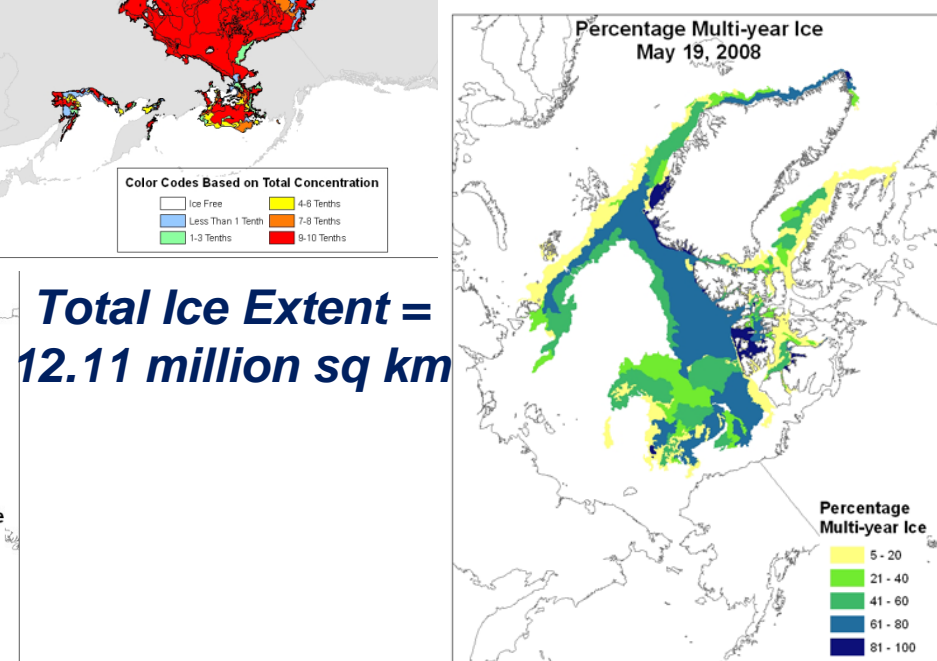 Color Codes Based on Total Concentration
Ice Free
4-6 Tenths
Less Than 1 Tenth
7-8 Tenths
1-3 Tenths
9-10 Tenths
Total Ice Extent =
12.11 million sq km
Percentage Multi-year Ice
May 19, 2008
Percentage
Multi-year Ice
5 - 20
21 - 40
41 - 60
61 - 80
81 - 100